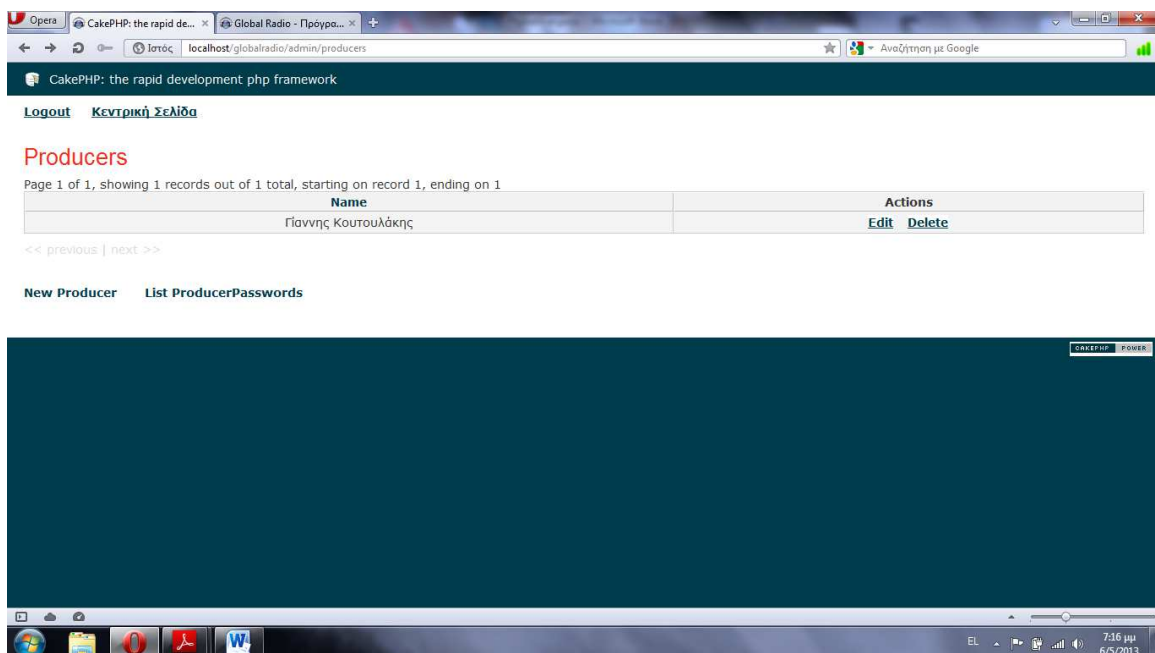 Opera CakePHP: the rapid de... × Global Radio - Πρόγρα... × +
Ιστός localhost/globalradio/admin/producers Αναζήτηση με Google
CakePHP: the rapid development php framework
Logout Κεντρική Σελίδα
Producers
Page 1 of 1, showing 1 records out of 1 total, starting on record 1, ending on 1
Name Actions
Γίαννης Κουτουλάκης Edit Delete
<< previous | next >>
New Producer List ProducerPasswords
CAKEPHP POWER
EL 7:16 μμ
6/5/2013